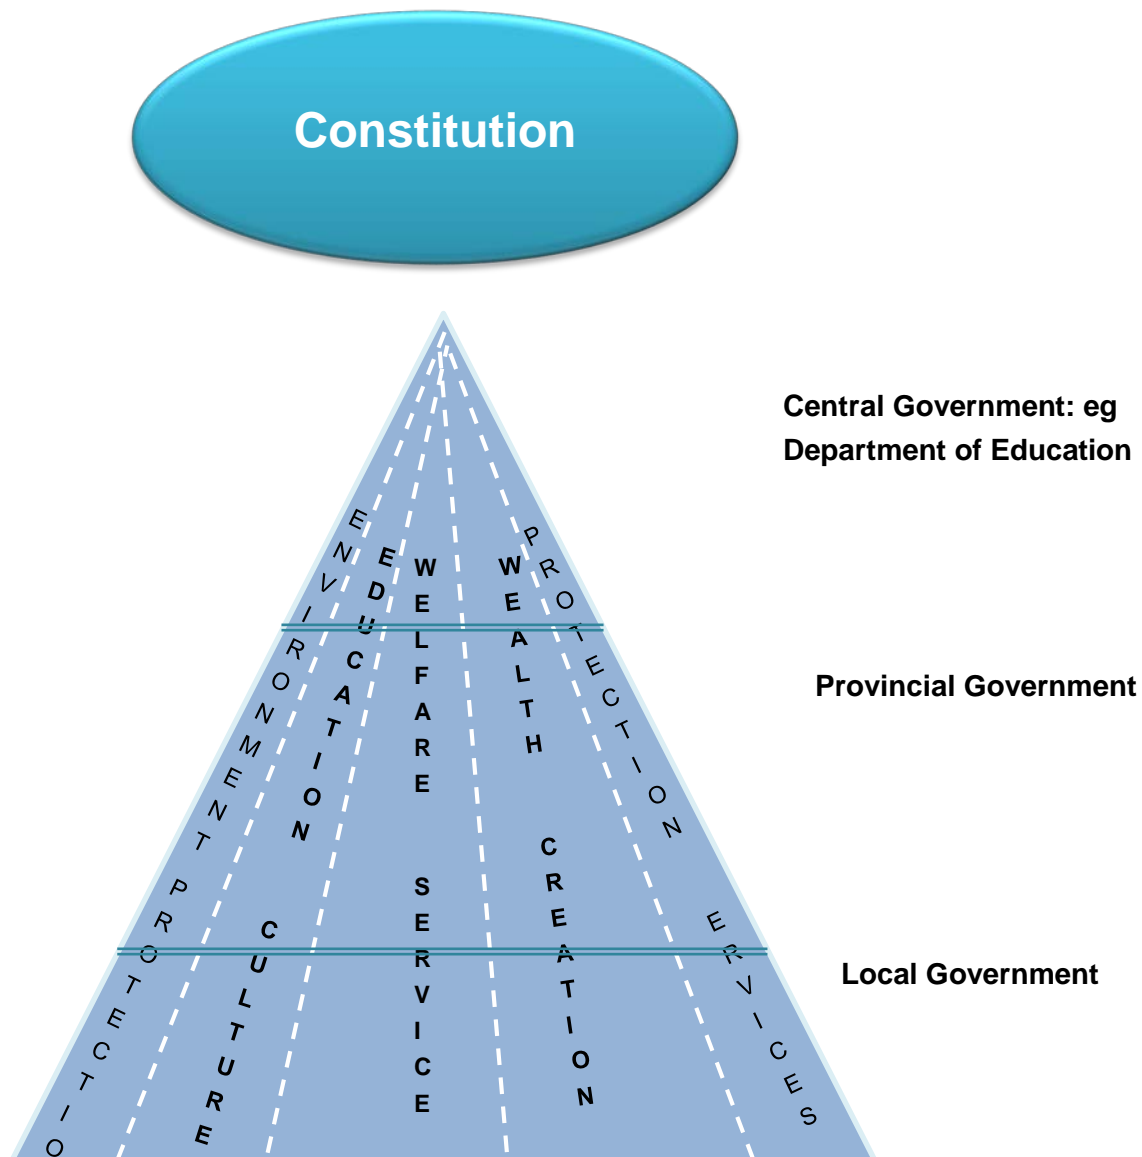 Constitution
Central Government: eg
Department of Education
ENVIRONMENT PROTECTIO
EDUCATION CULTURE
WELFARE SERVICE
WEALTH CREATION
PROTECTION ERVICES
Provincial Government
Local Government